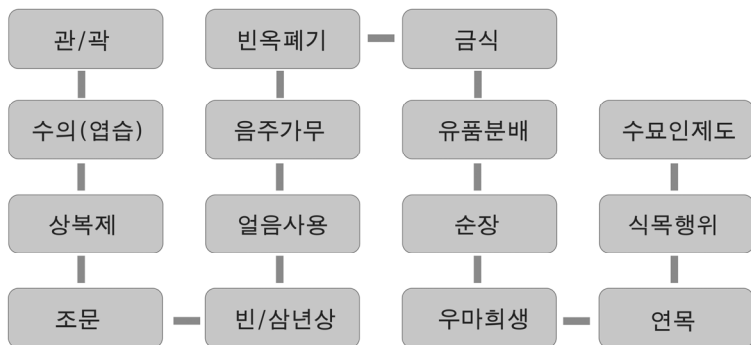 관/곽
수의(엽습)
상복제
조문
빈/삼년상
얼음사용
음주가무
빈옥폐기
금식
유품분배
순장
우마희생
연목
식목행위
수묘인제도